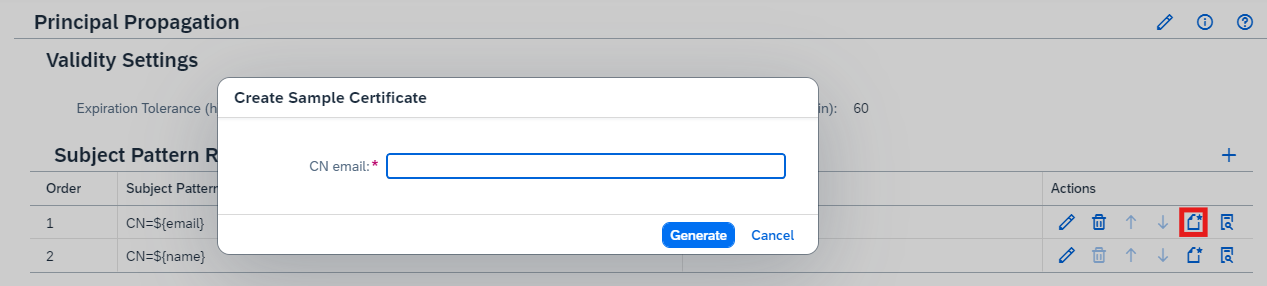 Principal Propagation
Validity Settings
Create Sample Certificate
Expiration Tolerance (h
in): 60
CN email:*
Subject Pattern R
Order Subject Pattern Actions
1 CN=${email}
Generate Cancel
2 CN=${name}